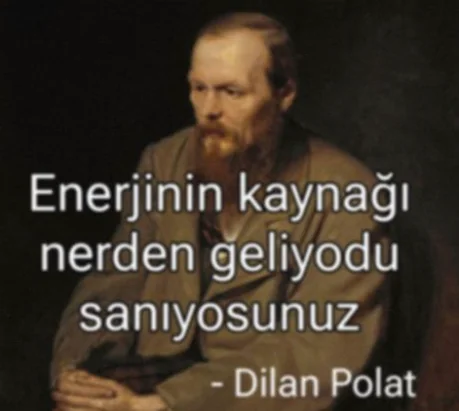 Enerjinin kaynağı
nerden geliyodu
sanıyosunuz
- Dilan Polat